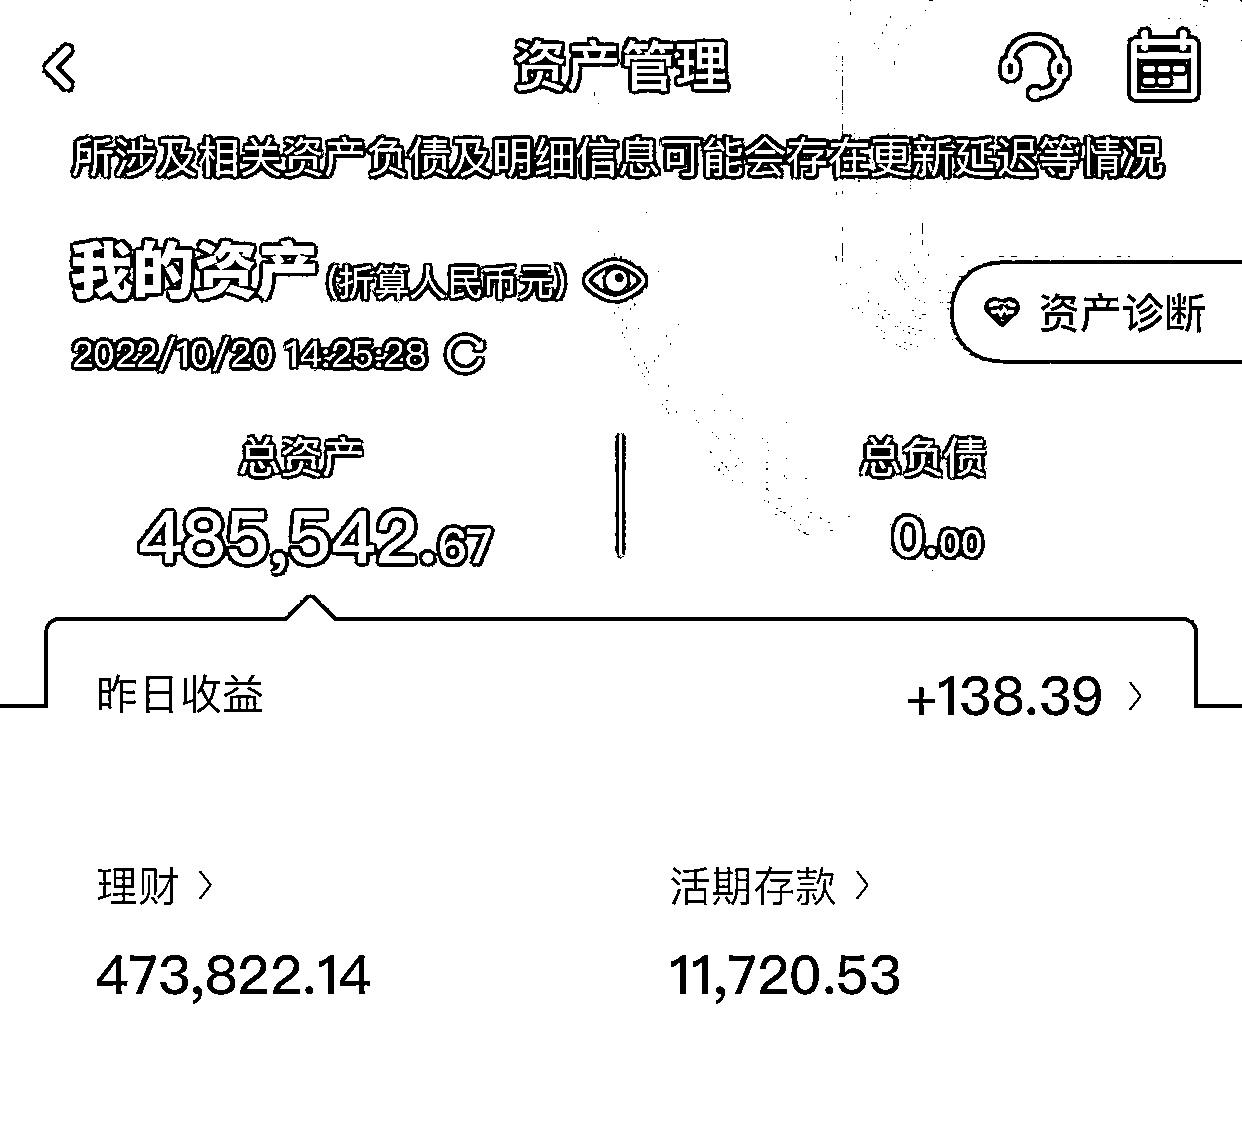 资产管理
所涉及相关资产负债及明细信息可能会存在更新延迟等情况
我的资产 (折算人民币元)
资产诊断
2022/10/20 14:25:28
总资产 总负债
485,542.67 0.00
昨日收益 +138.39
理财 活期存款
473,822.14 11,720.53